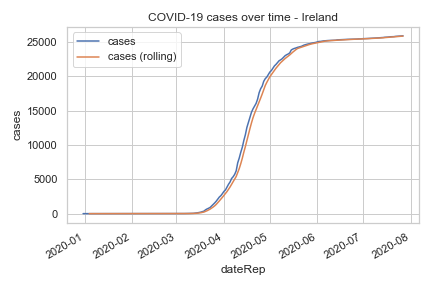 COVID-19 cases over time - Ireland
cases
cases (rolling)
25000
20000
15000
10000
5000
0
cases
2020-01
2020-02
2020-03
2020-04
2020-05
2020-06
2020-07
2020-08
dateRep